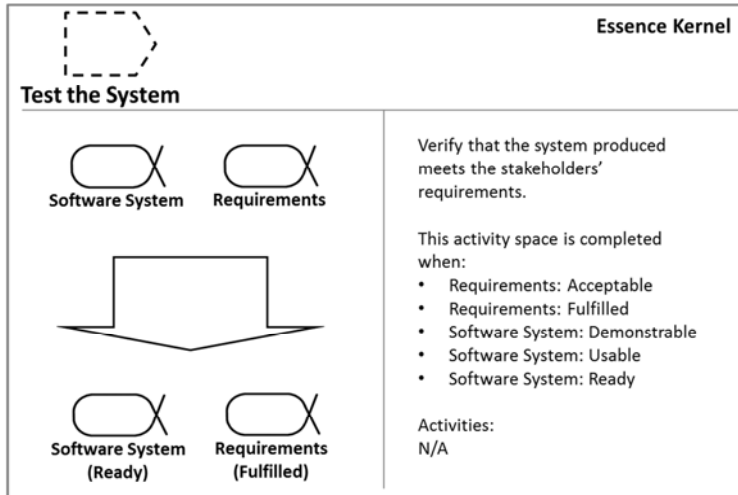 Essence Kernel
Test the System
Software System
Requirements
Software System
(Ready)
Requirements
(Fulfilled)
Verify that the system produced
meets the stakeholders’
requirements.
This activity space is completed
when:
• Requirements: Acceptable
• Requirements: Fulfilled
• Software System: Demonstrable
• Software System: Usable
• Software System: Ready
Activities:
N/A